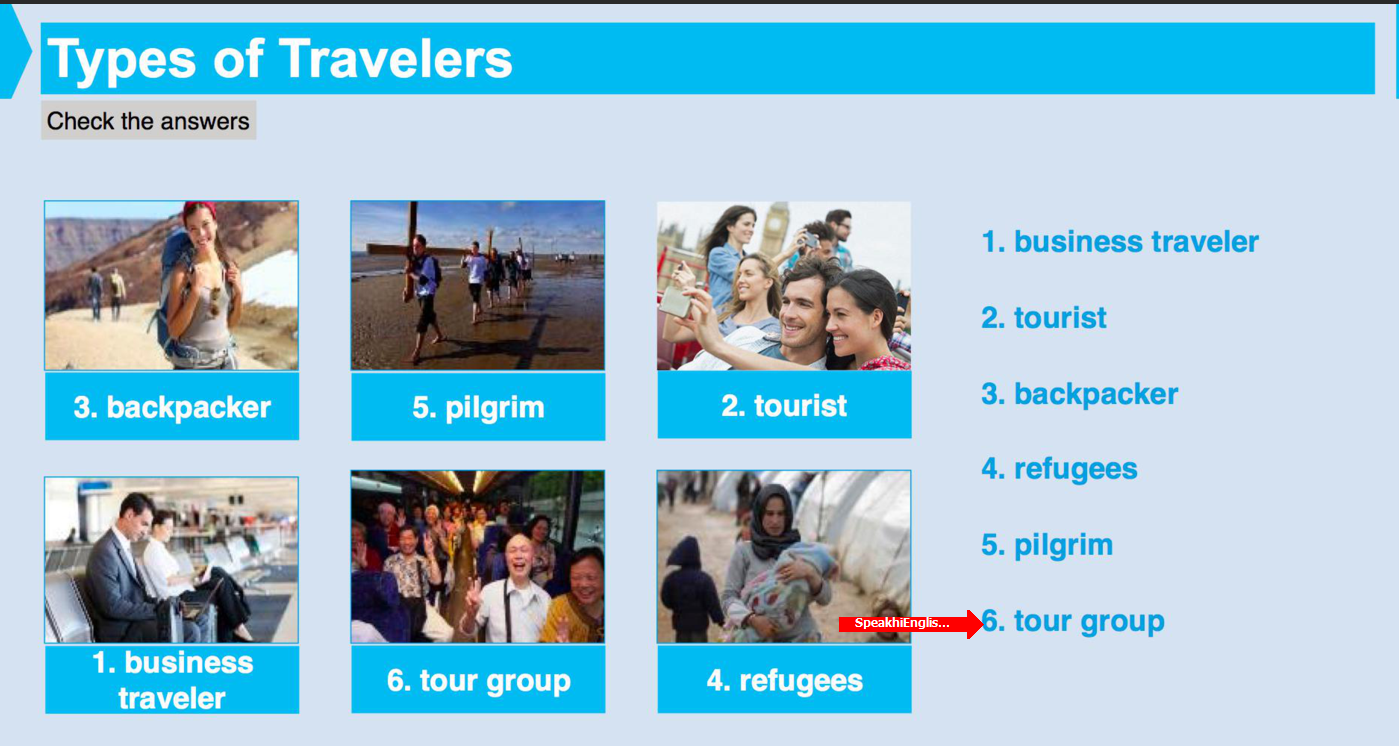 Types of Travelers
Check the answers
3. backpacker
5. pilgrim
2. tourist
1. business
traveler
6. tour group
4. refugees
1. business traveler
2. tourist
3. backpacker
4. refugees
5. pilgrim
SpeakhiEnglis...
6. tour group